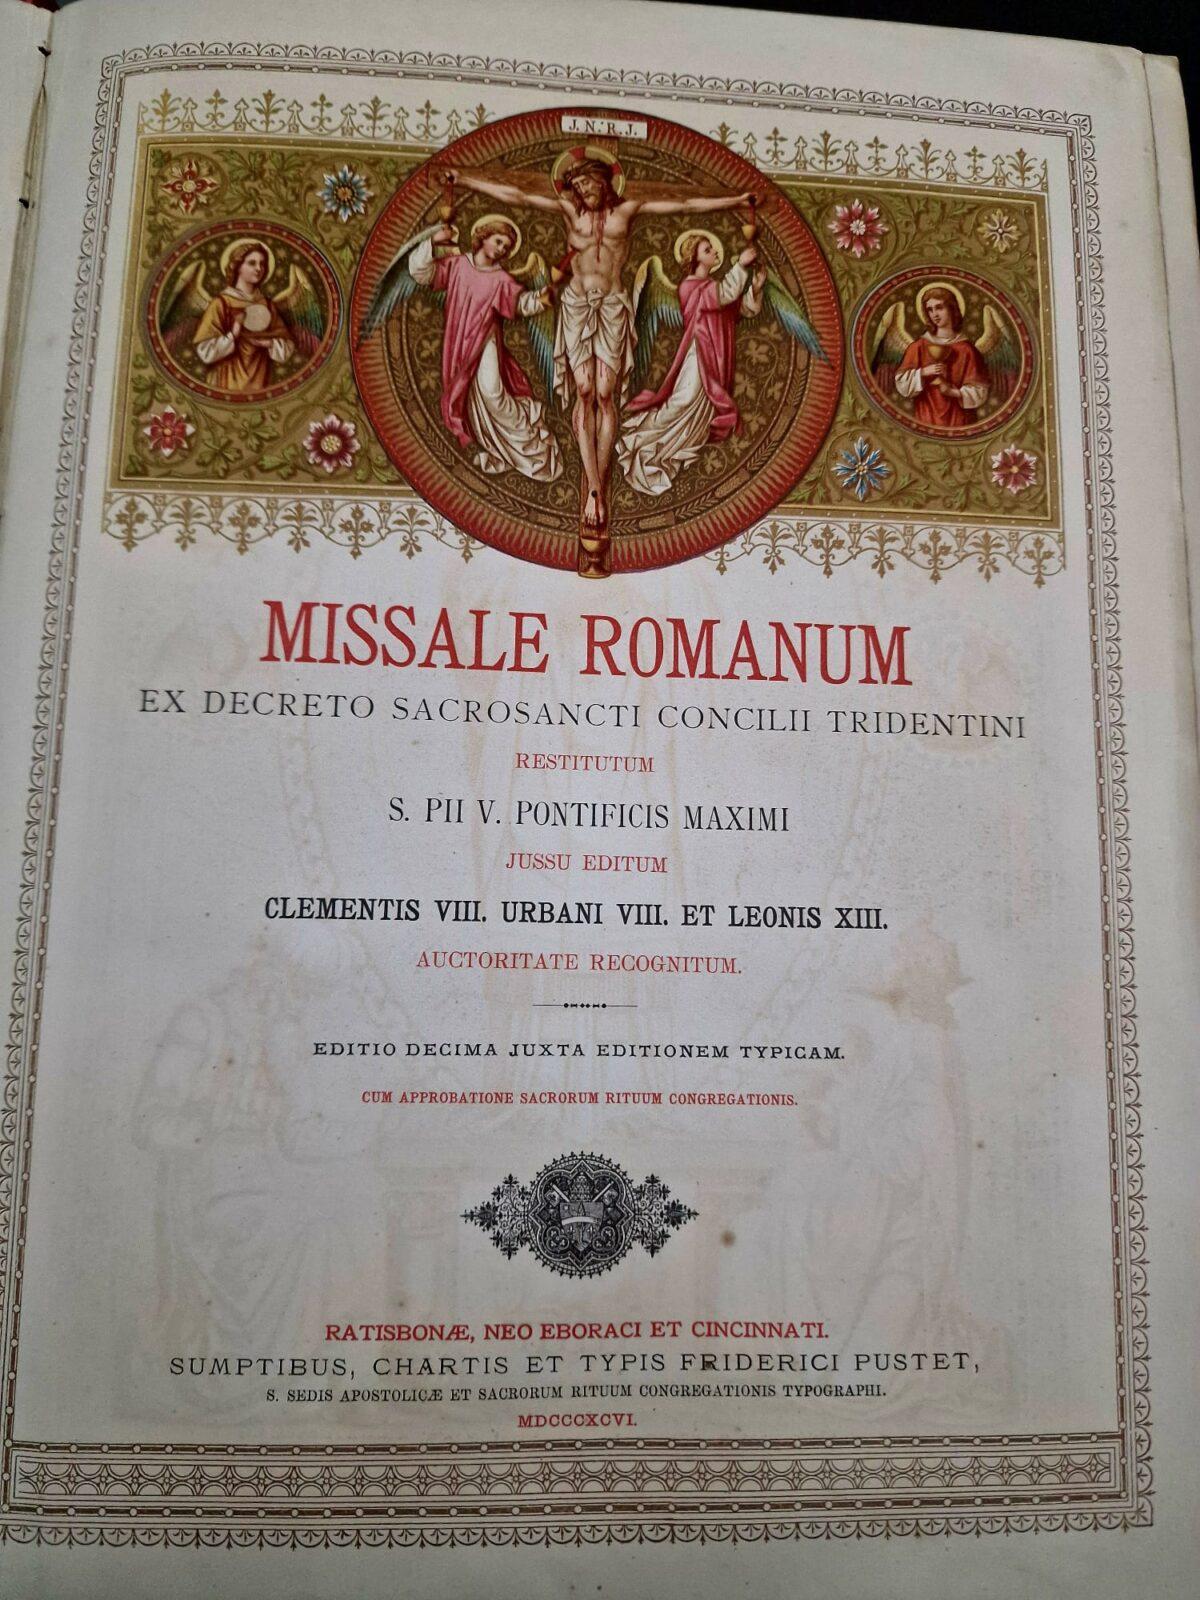 J. N. R. J.
MISSALE ROMANUM
EX DECRETO SACROSANCTI CONCILII TRIDENTINI
RESTITUTUM
S. PII V. PONTIFICIS MAXIMI
JUSSU EDITUM
CLEMENTIS VIII. URBANI VIII. ET LEONIS XIII.
AUCTORITATE RECOGNITUM.
EDITIO DECIMA JUXTA EDITIONEM TYPICAM.
CUM APPROBATIONE SACRORUM RITUUM CONGREGATIONIS.
RATISBONÆ, NEO EBORACI ET CINCINNATI.
SUMPTIBUS, CHARTIS ET TYPIS FRIDERICI PUSTET,
S. SEDIS APOSTOLICÆ ET SACRORUM RITUUM CONGREGATIONIS TYPOGRAPHI.
MDCCCXCVI.